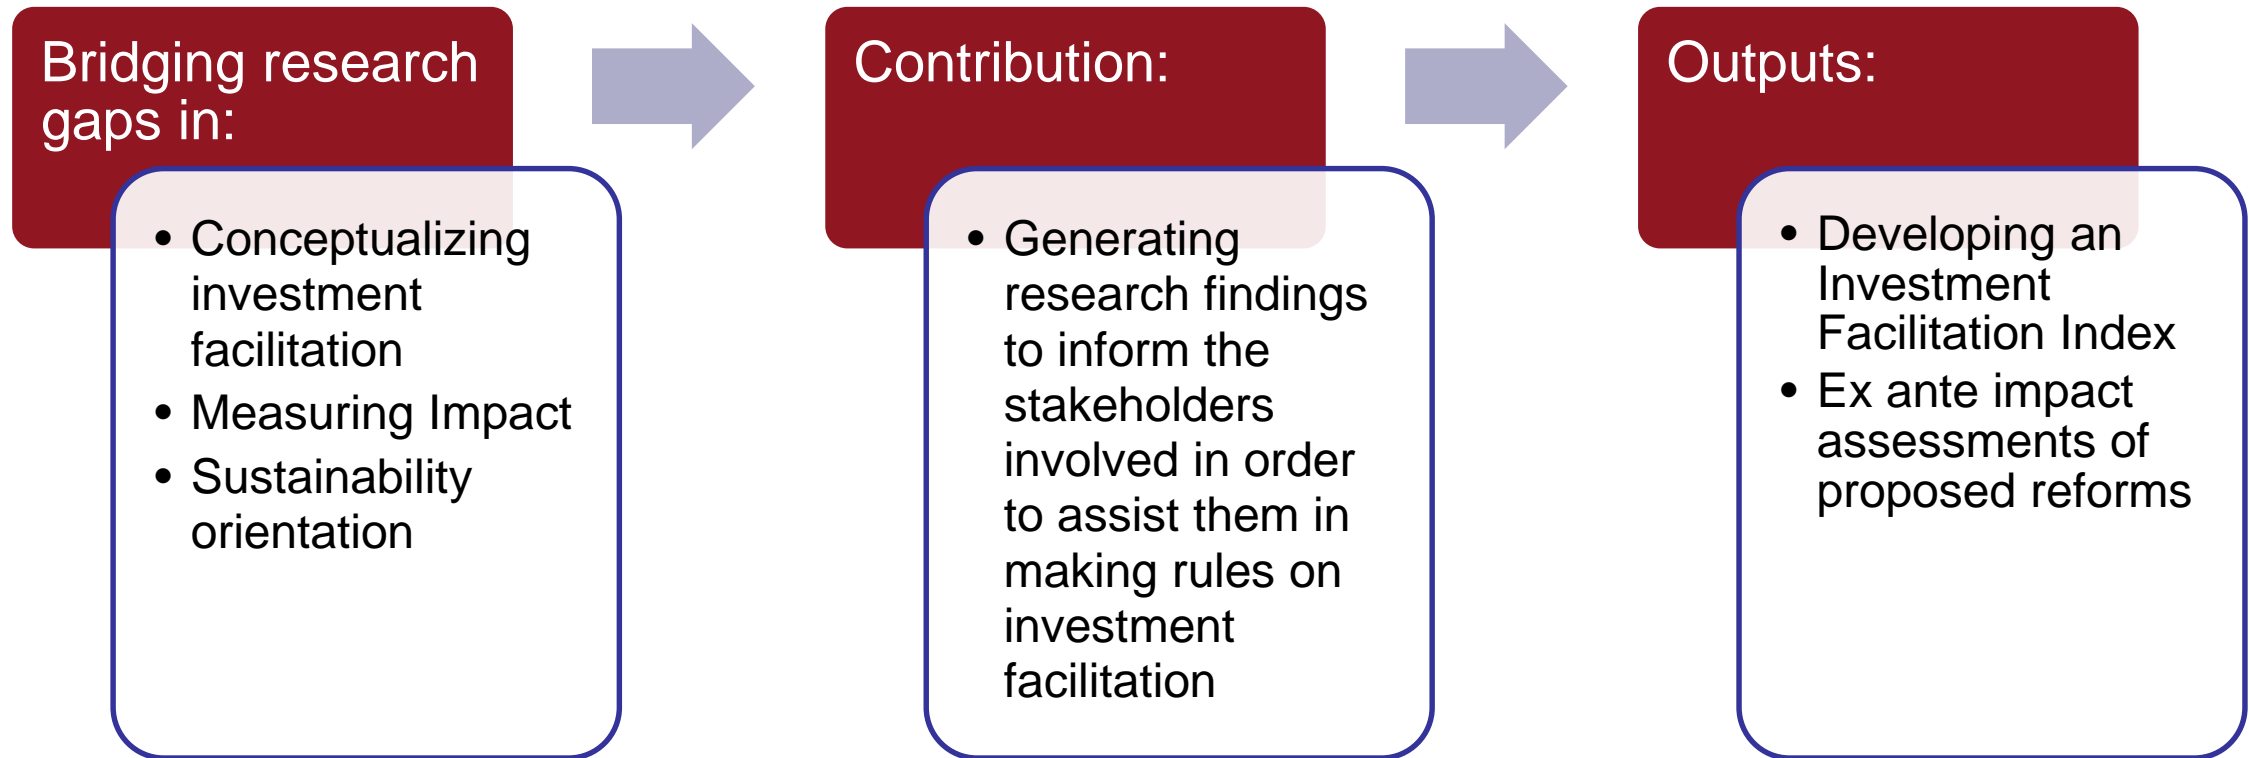 Bridging research
gaps in:
• Conceptualizing
investment
facilitation
• Measuring Impact
• Sustainability
orientation
Contribution:
• Generating
research findings
to inform the
stakeholders
involved in order
to assist them in
making rules on
investment
facilitation
Outputs:
• Developing an
Investment
Facilitation Index
• Ex ante impact
assessments of
proposed reforms